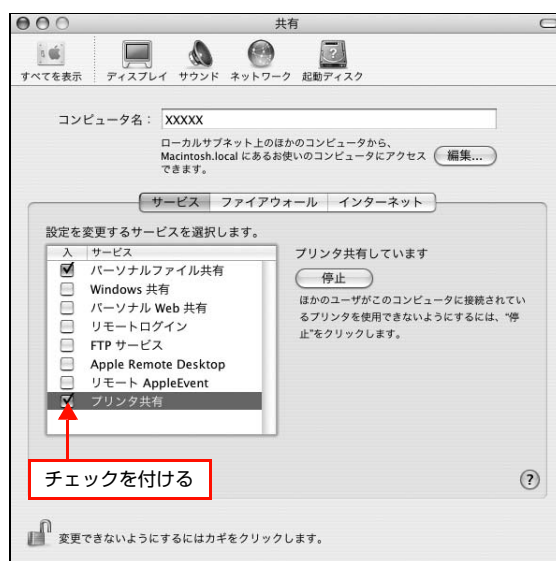 共有
すべてを表示 ディスプレイ サウンド ネットワーク 起動ディスク
コンピュータ名： XXXXX
ローカルサブネット上のほかのコンピュータから、
Macintosh.local にあるお使いのコンピュータにアクセス
できます。
編集...
サービス ファイアウォール インターネット
設定を変更するサービスを選択します。
入 サービス
パーソナルファイル共有
Windows 共有
パーソナル Web 共有
リモートログイン
FTP サービス
Apple Remote Desktop
リモート AppleEvent
プリンタ共有
プリンタ共有しています
停止
ほかのユーザがこのコンピュータに接続されてい
るプリンタを使用できないようにするには、“停
止”をクリックします。
チェックを付ける
?
変更できないようにするにはカギをクリックします。